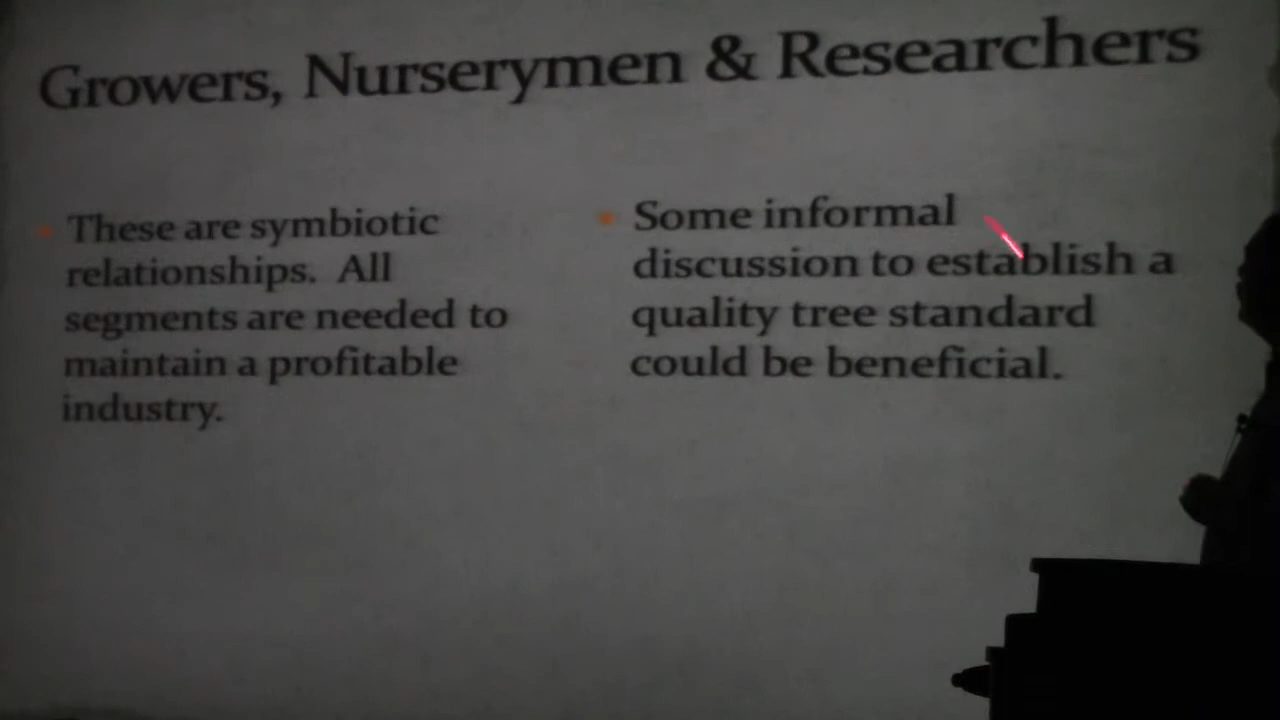 Growers, Nurserymen & Researchers
These are symbiotic
relationships.  All
segments are needed to
maintain a profitable
industry.
Some informal
discussion to establish a
quality tree standard
could be beneficial.